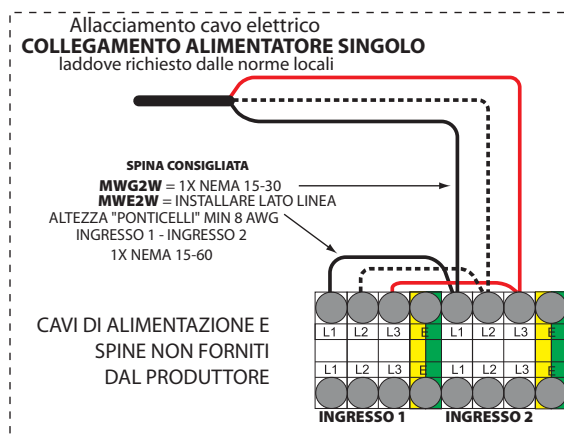 Allacciamento cavo elettrico
COLLEGAMENTO ALIMENTATORE SINGOLO
laddove richiesto dalle norme locali
SPINA CONSIGLIATA
MWG2W = 1X NEMA 15-30
MWE2W = INSTALLARE LATO LINEA
ALTEZZA "PONTICELLI" MIN 8 AWG
INGRESSO 1 - INGRESSO 2
1X NEMA 15-60
CAVI DI ALIMENTAZIONE E
SPINE NON FORNITI
DAL PRODUTTORE
L1 L2 L3 E L1 L2 L3 E
L1 L2 L3 E L1 L2 L3 E
INGRESSO 1 INGRESSO 2